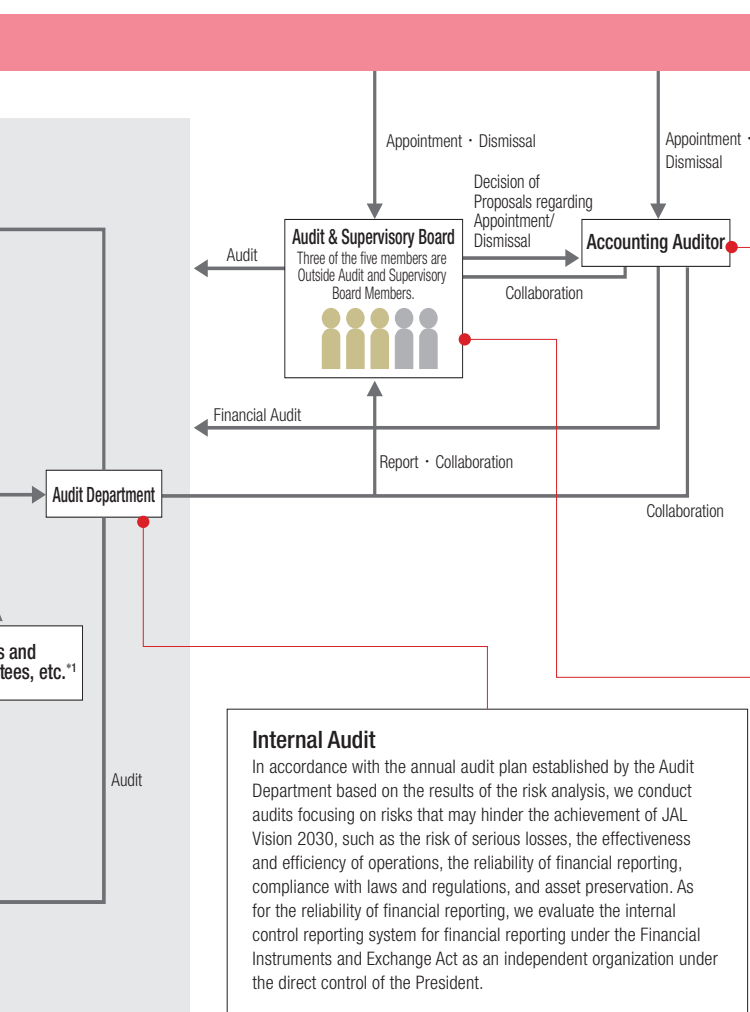 Appointment・Dismissal
Appointment・
Dismissal
Decision of
Proposals regarding
Appointment/
Dismissal
Audit & Supervisory Board
Three of the five members are
Outside Audit and Supervisory
Board Members.
Accounting Auditor
Audit
Collaboration
Financial Audit
Report・Collaboration
Audit Department
Collaboration
s and
tees, etc.*1
Audit
Internal Audit
In accordance with the annual audit plan established by the Audit
Department based on the results of the risk analysis, we conduct
audits focusing on risks that may hinder the achievement of JAL
Vision 2030, such as the risk of serious losses, the effectiveness
and efficiency of operations, the reliability of financial reporting,
compliance with laws and regulations, and asset preservation. As
for the reliability of financial reporting, we evaluate the internal
control reporting system for financial reporting under the Financial
Instruments and Exchange Act as an independent organization under
the direct control of the President.